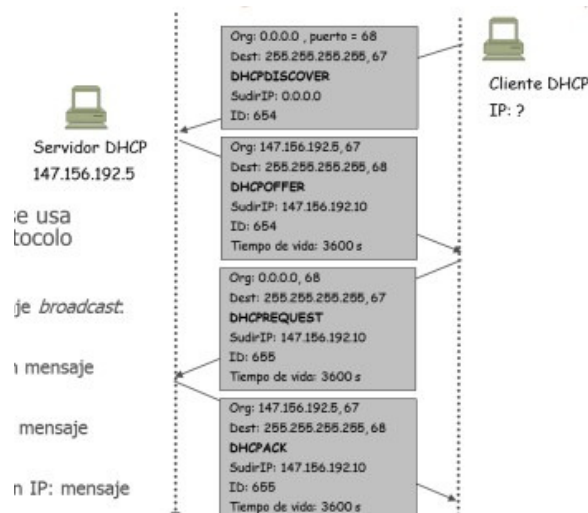 Org: 0.0.0.0 , puerto = 68
Dest: 255.255.255.255, 67
DHCPDISCOVER
SudirIP: 0.0.0.0
ID: 654
Cliente DHCP
IP: ?
Servidor DHCP
147.156.192.5
Org: 147.156.192.5, 67
Dest: 255.255.255.255, 68
DHCPOFFER
SudirIP: 147.156.192.10
ID: 654
Tiempo de vida: 3600 s
se usa
tocolo
Org: 0.0.0.0, 68
Dest: 255.255.255.255, 67
DHCPREQUEST
SudirIP: 147.156.192.10
ID: 655
Tiempo de vida: 3600 s
je broadcast:
n mensaje
Org: 147.156.192.5, 67
Dest: 255.255.255.255, 68
DHCPACK
SudirIP: 147.156.192.10
ID: 655
Tiempo de vida: 3600 s
mensaje
n IP: mensaje